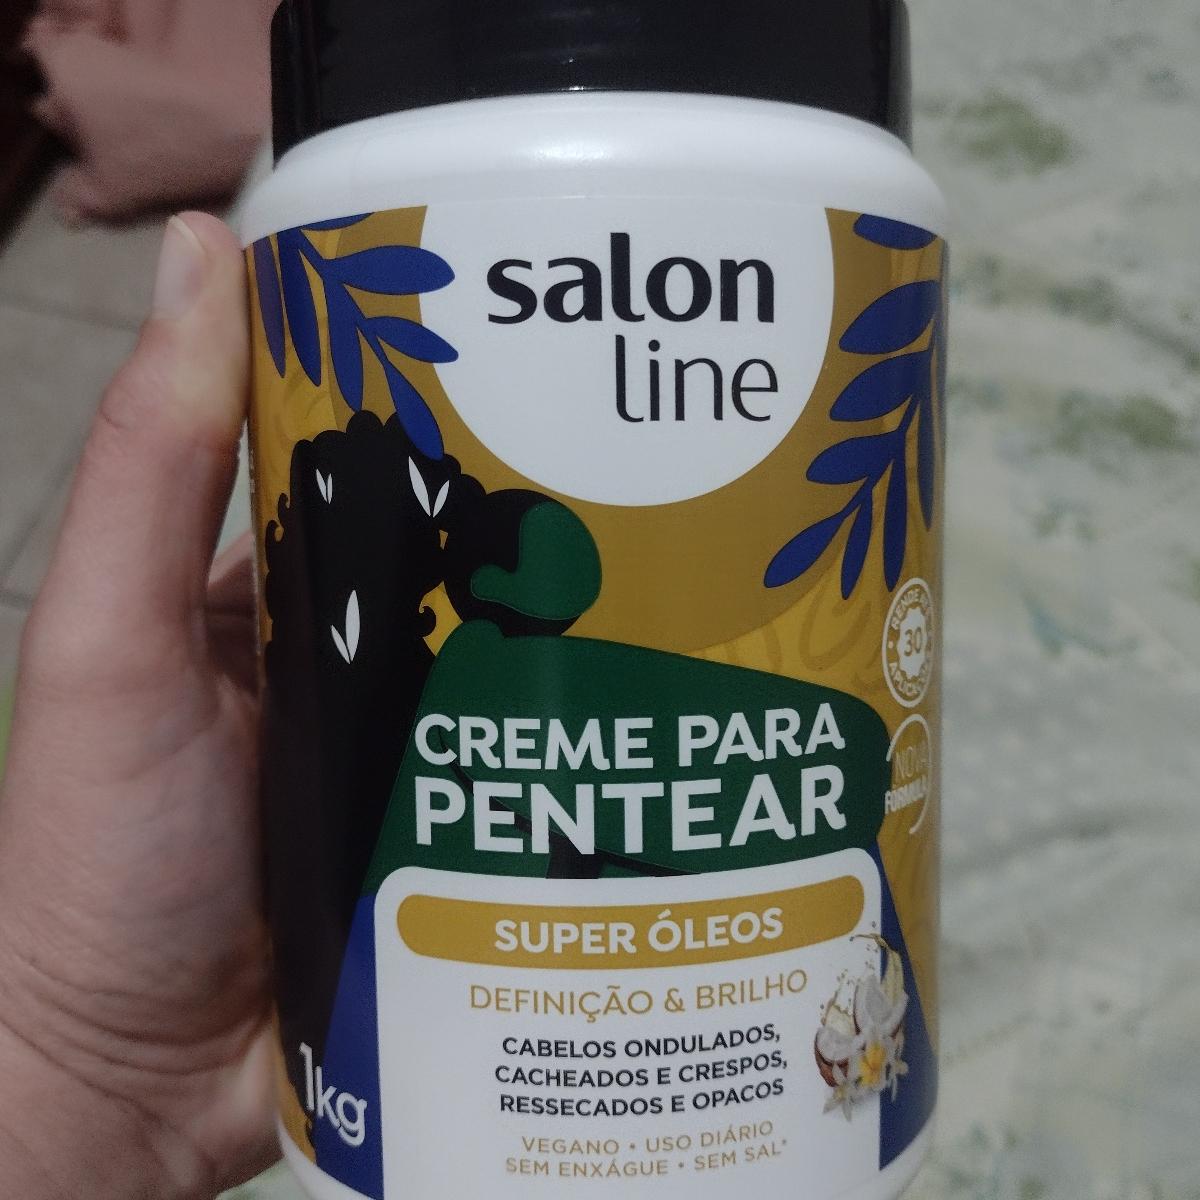 salon
line
RENDE
30
NOVA
FÓRMULA
CREME PARA
PENTEAR
SUPER ÓLEOS
DEFINIÇÃO & BRILHO
CABELOS ONDULADOS,
CACHEADOS E CRESPOS,
RESSECADOS E OPACOS
VEGANO • USO DIÁRIO
SEM ENXÁGUE • SEM SAL*
1kg